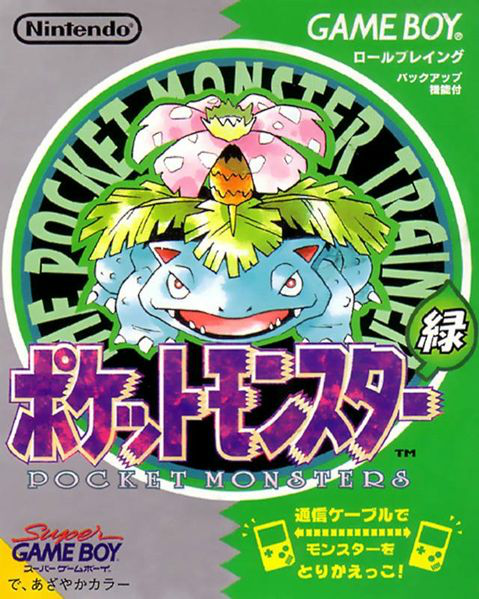 Nintendo®
GAME BOY®
ロールプレイング
バックアップ
機能付
THE POCKET MONSTER TRAINER
緑
ポケットモンスター
TM
POCKET MONSTERS
Super
GAME BOY
スーパーゲームボーイ
で、あざやかカラー
通信ケーブルで
モンスターを
とりかえっこ!